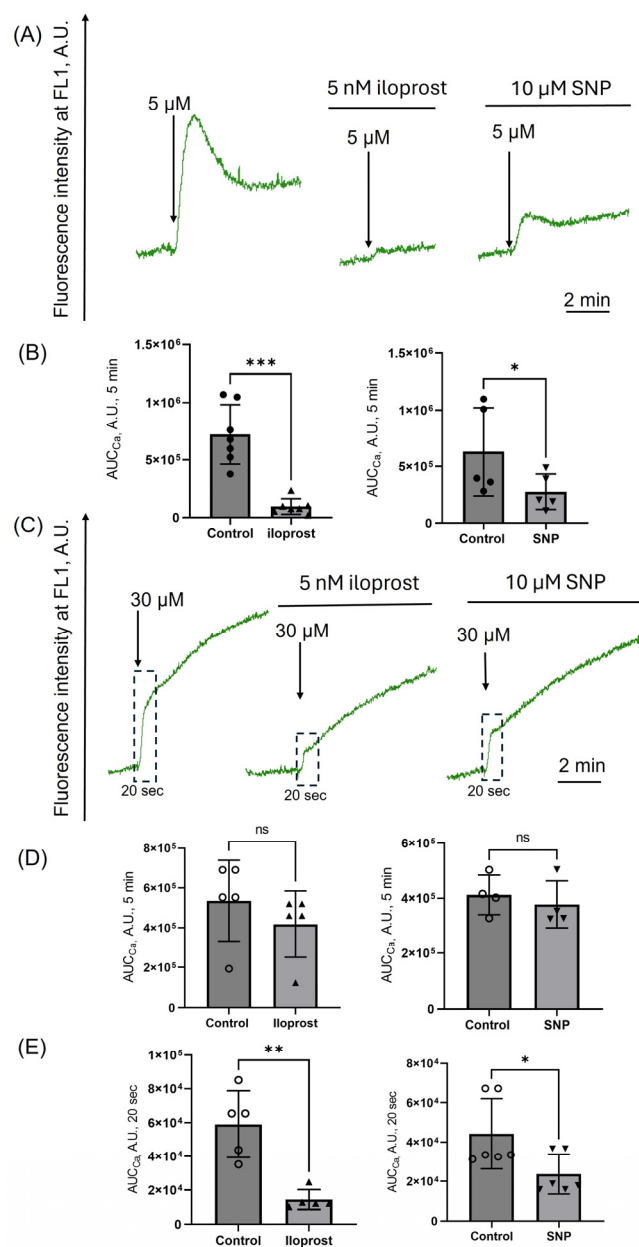 (A)
Fluorescence intensity at FL1, A.U.
5 µM
5 nM iloprost
5 µM
10 µM SNP
5 µM
2 min
(B)
AUCCa, A.U., 5 min
1.5×10⁶
1×10⁶
5×10⁵
0
***
Control
iloprost
AUCCa, A.U., 5 min
1.5×10⁶
1×10⁶
5×10⁵
0
*
Control
SNP
(C)
Fluorescence intensity at FL1, A.U.
30 µM
20 sec
5 nM iloprost
30 µM
20 sec
10 µM SNP
30 µM
20 sec
2 min
(D)
AUCCa, A.U., 5 min
8×10⁵
6×10⁵
4×10⁵
2×10⁵
0
ns
Control
Iloprost
AUCCa, A.U., 5 min
6×10⁵
4×10⁵
2×10⁵
0
ns
Control
SNP
(E)
AUCCa, A.U., 20 sec
1×10⁵
8×10⁴
6×10⁴
4×10⁴
2×10⁴
0
**
Control
Iloprost
AUCCa, A.U., 20 sec
8×10⁴
6×10⁴
4×10⁴
2×10⁴
0
*
Control
SNP